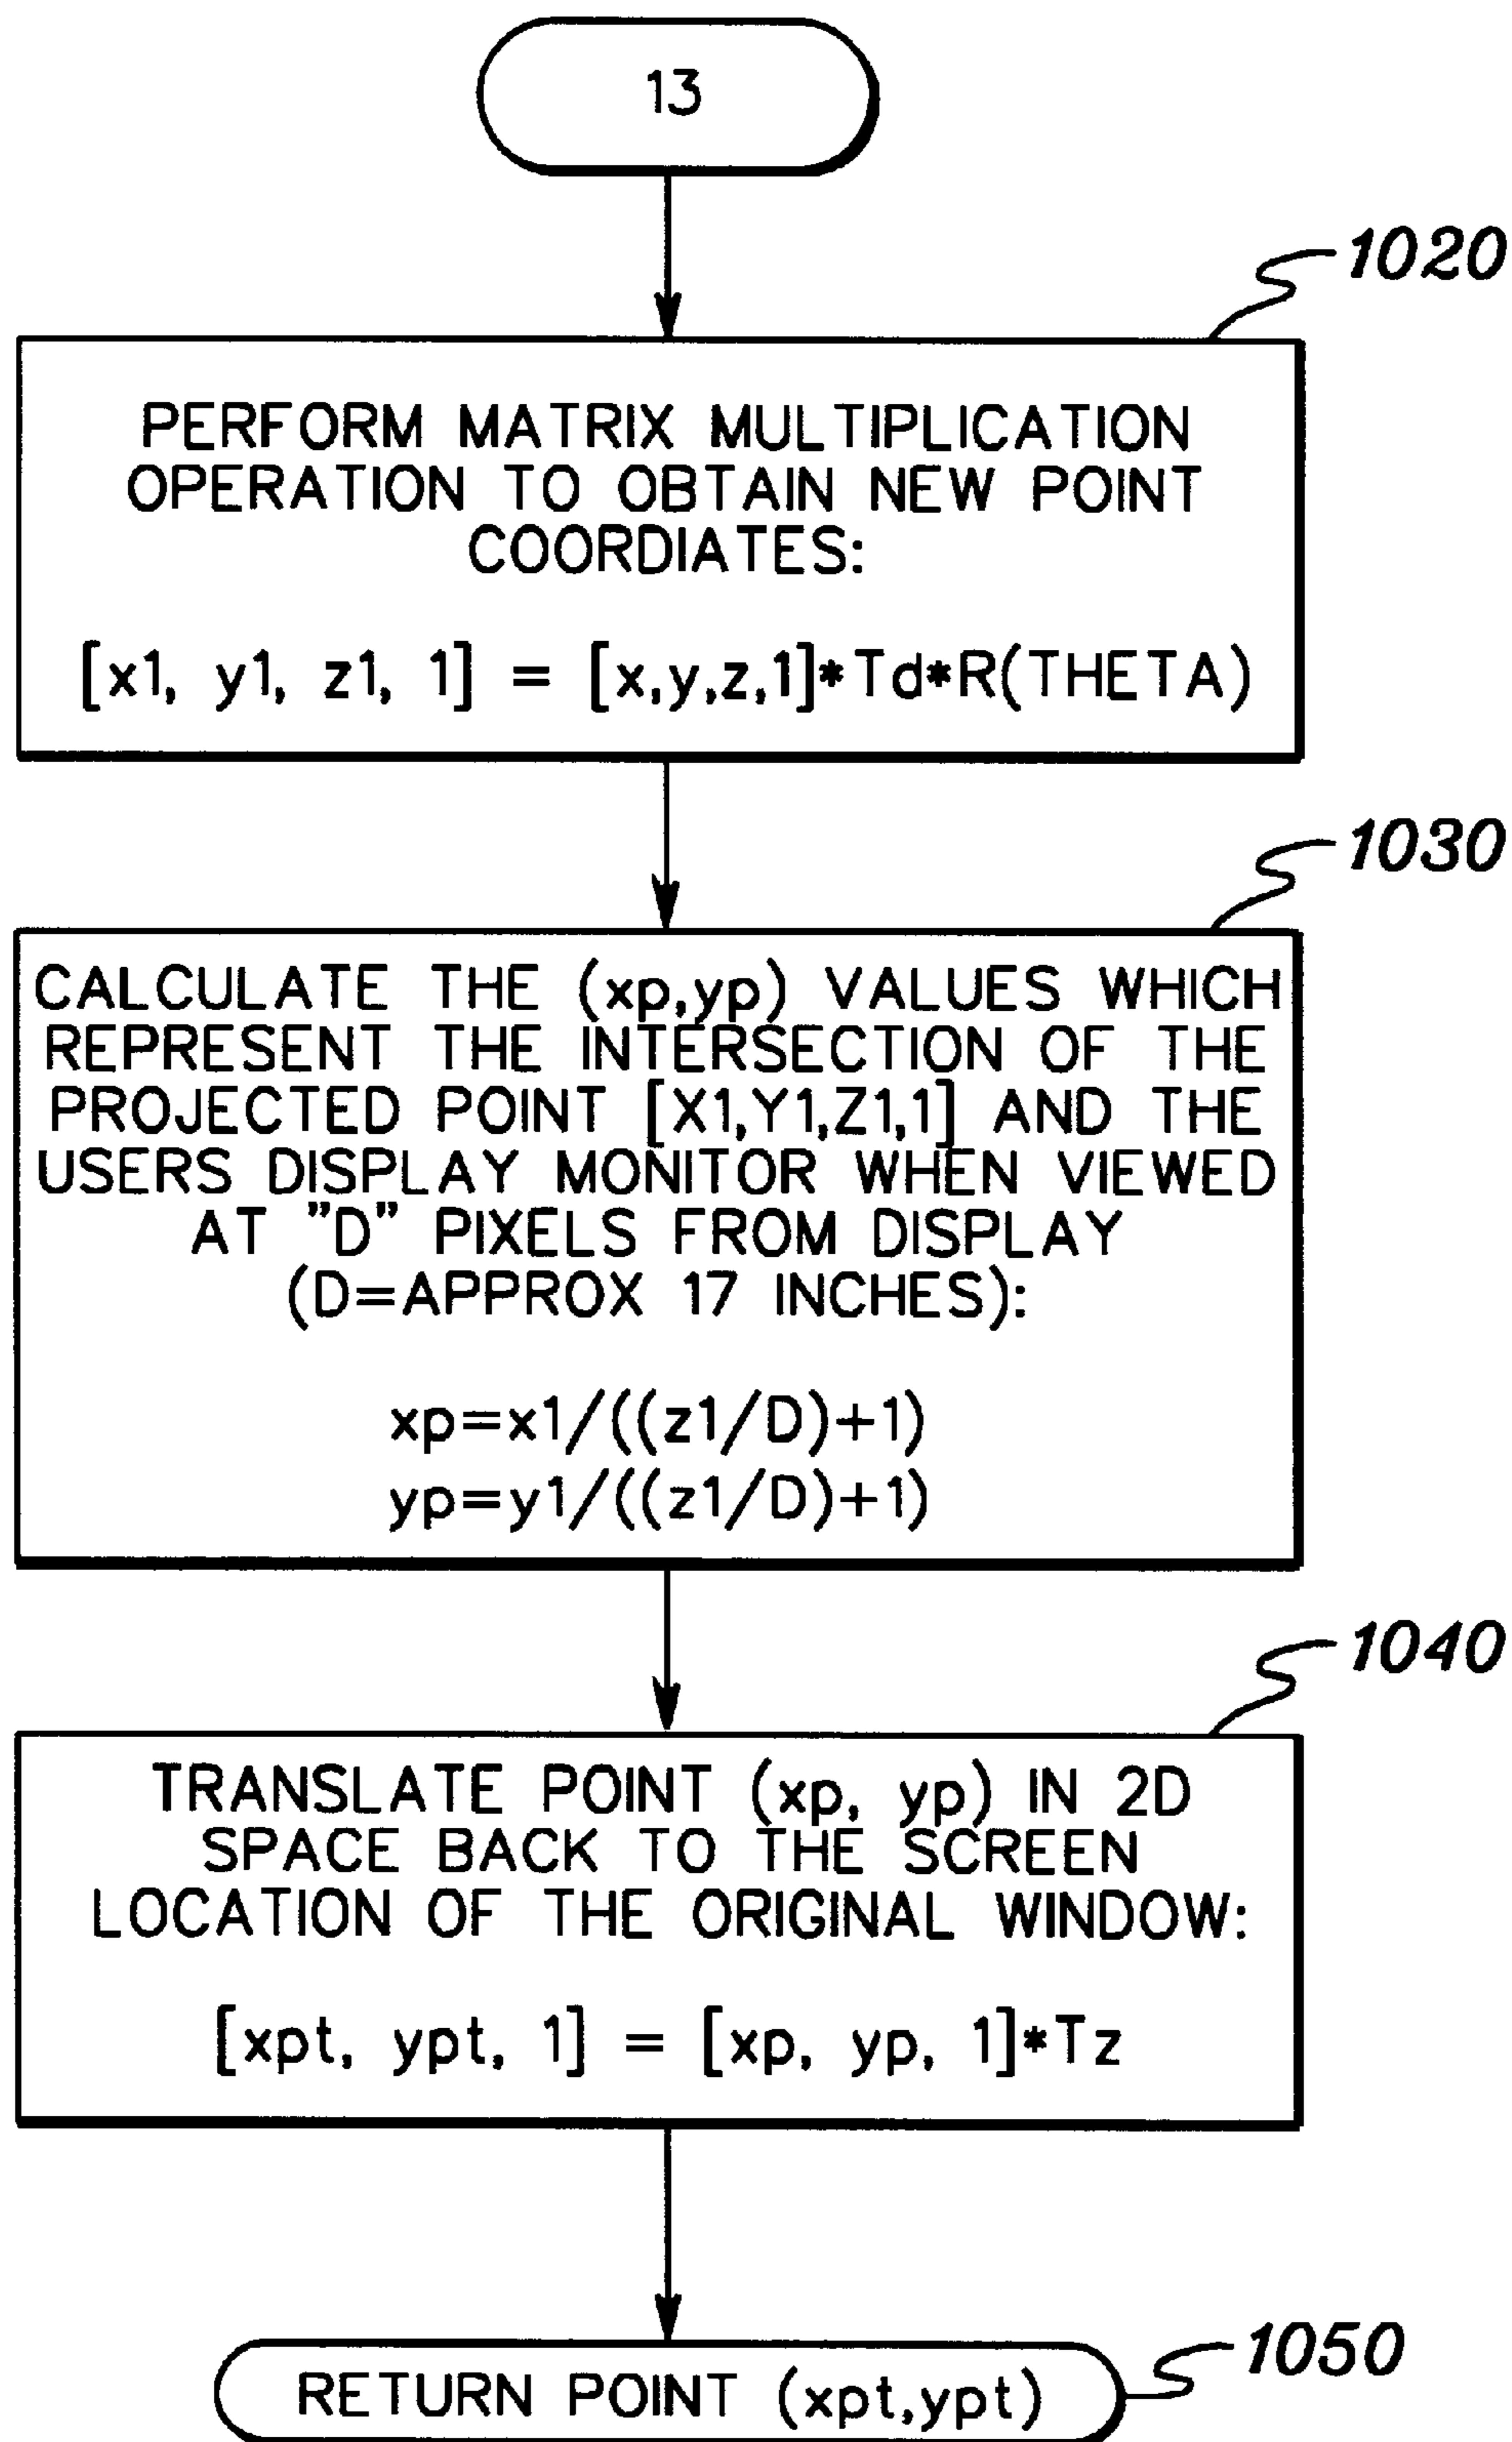 13
1020
PERFORM MATRIX MULTIPLICATION
OPERATION TO OBTAIN NEW POINT
COORDIATES:
[x1, y1, z1, 1] = [x,y,z,1]*Td*R(THETA)
1030
CALCULATE THE (xp,yp) VALUES WHICH
REPRESENT THE INTERSECTION OF THE
PROJECTED POINT [X1,Y1,Z1,1] AND THE
USERS DISPLAY MONITOR WHEN VIEWED
AT "D" PIXELS FROM DISPLAY
(D=APPROX 17 INCHES):
xp=x1/((z1/D)+1)
yp=y1/((z1/D)+1)
1040
TRANSLATE POINT (xp, yp) IN 2D
SPACE BACK TO THE SCREEN
LOCATION OF THE ORIGINAL WINDOW:
[xpt, ypt, 1] = [xp, yp, 1]*Tz
RETURN POINT (xpt,ypt)
1050